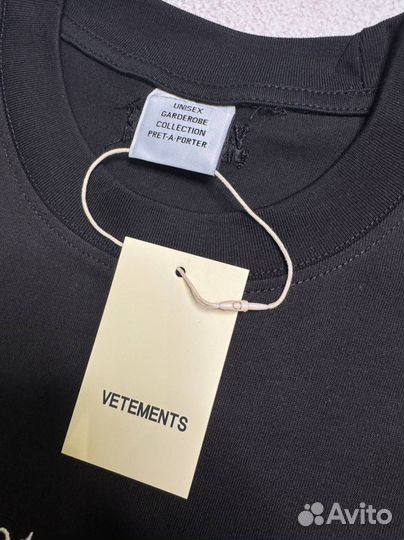 UNISEX
GARDEROBE
COLLECTION
PRET-A-PORTER
VETEMENTS
Avito